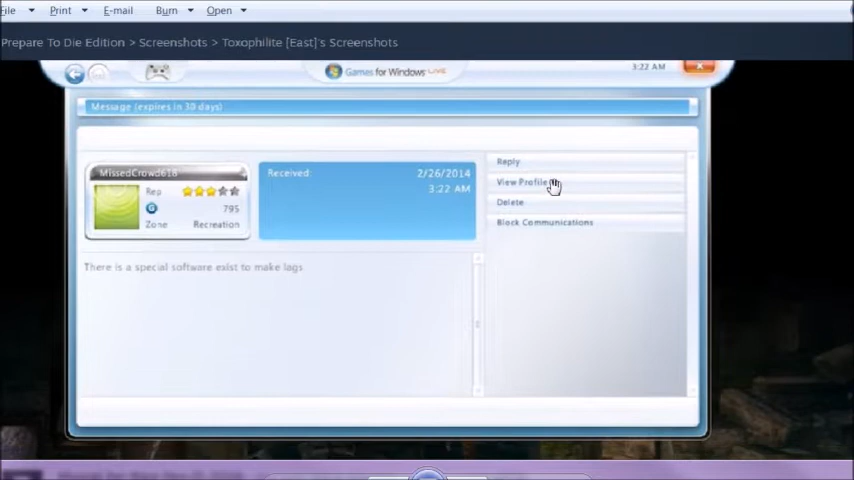 File Print E-mail Burn Open
Prepare To Die Edition > Screenshots > Toxophilite [East]'s Screenshots
Games for Windows LIVE
3:22 AM
Message (expires in 30 days)
MissedCrowd618
Rep
G 795
Zone Recreation
Received: 2/26/2014
3:22 AM
Reply
View Profile
Delete
Block Communications
There is a special software exist to make lags